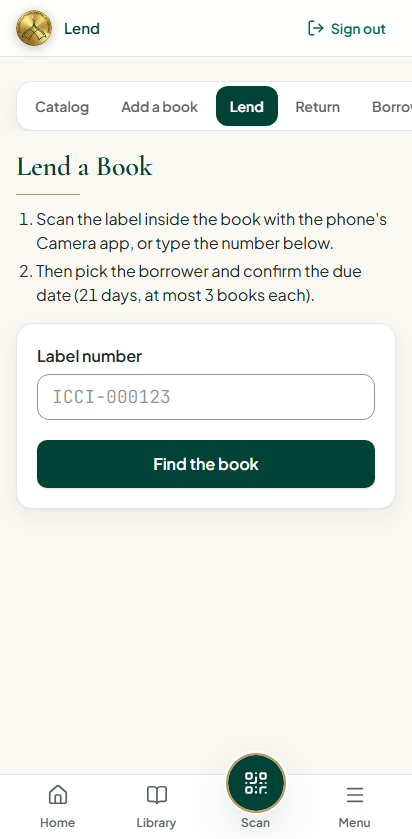 Lend
Sign out
Catalog
Add a book
Lend
Return
Lend a Book
1. Scan the label inside the book with the phone's
Camera app, or type the number below.
2. Then pick the borrower and confirm the due
date (21 days, at most 3 books each).
Label number
ICCI-000123
Find the book
Home
Library
Scan
Menu